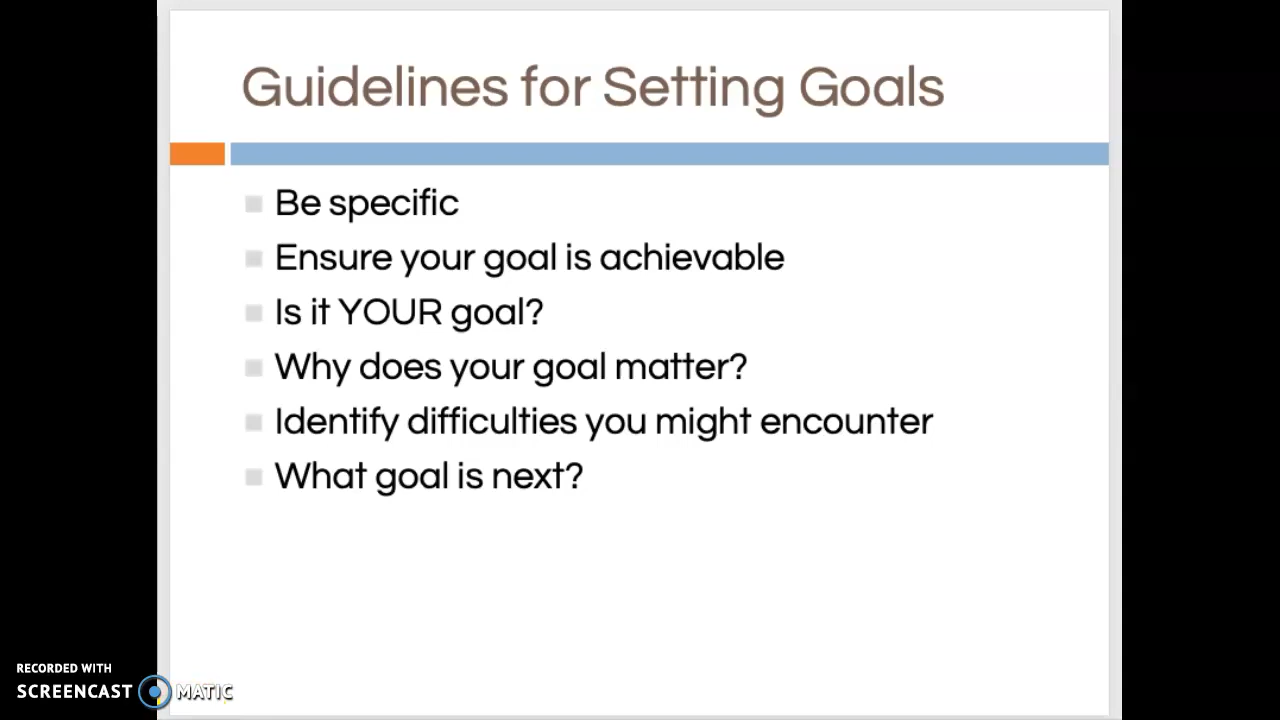 Guidelines for Setting Goals
Be specific
Ensure your goal is achievable
Is it YOUR goal?
Why does your goal matter?
Identify difficulties you might encounter
What goal is next?
RECORDED WITH
SCREENCAST MATIC